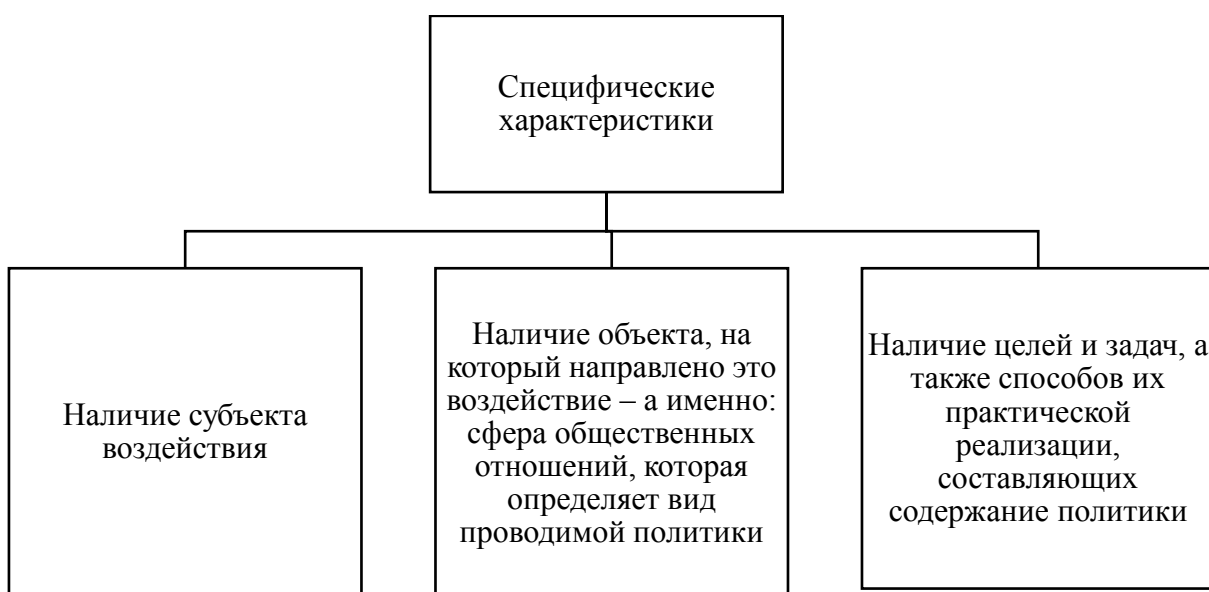 Специфические
характеристики
Наличие субъекта
воздействия
Наличие объекта, на
который направлено это
воздействие – а именно:
сфера общественных
отношений, которая
определяет вид
проводимой политики
Наличие целей и задач, а
также способов их
практической
реализации,
составляющих
содержание политики